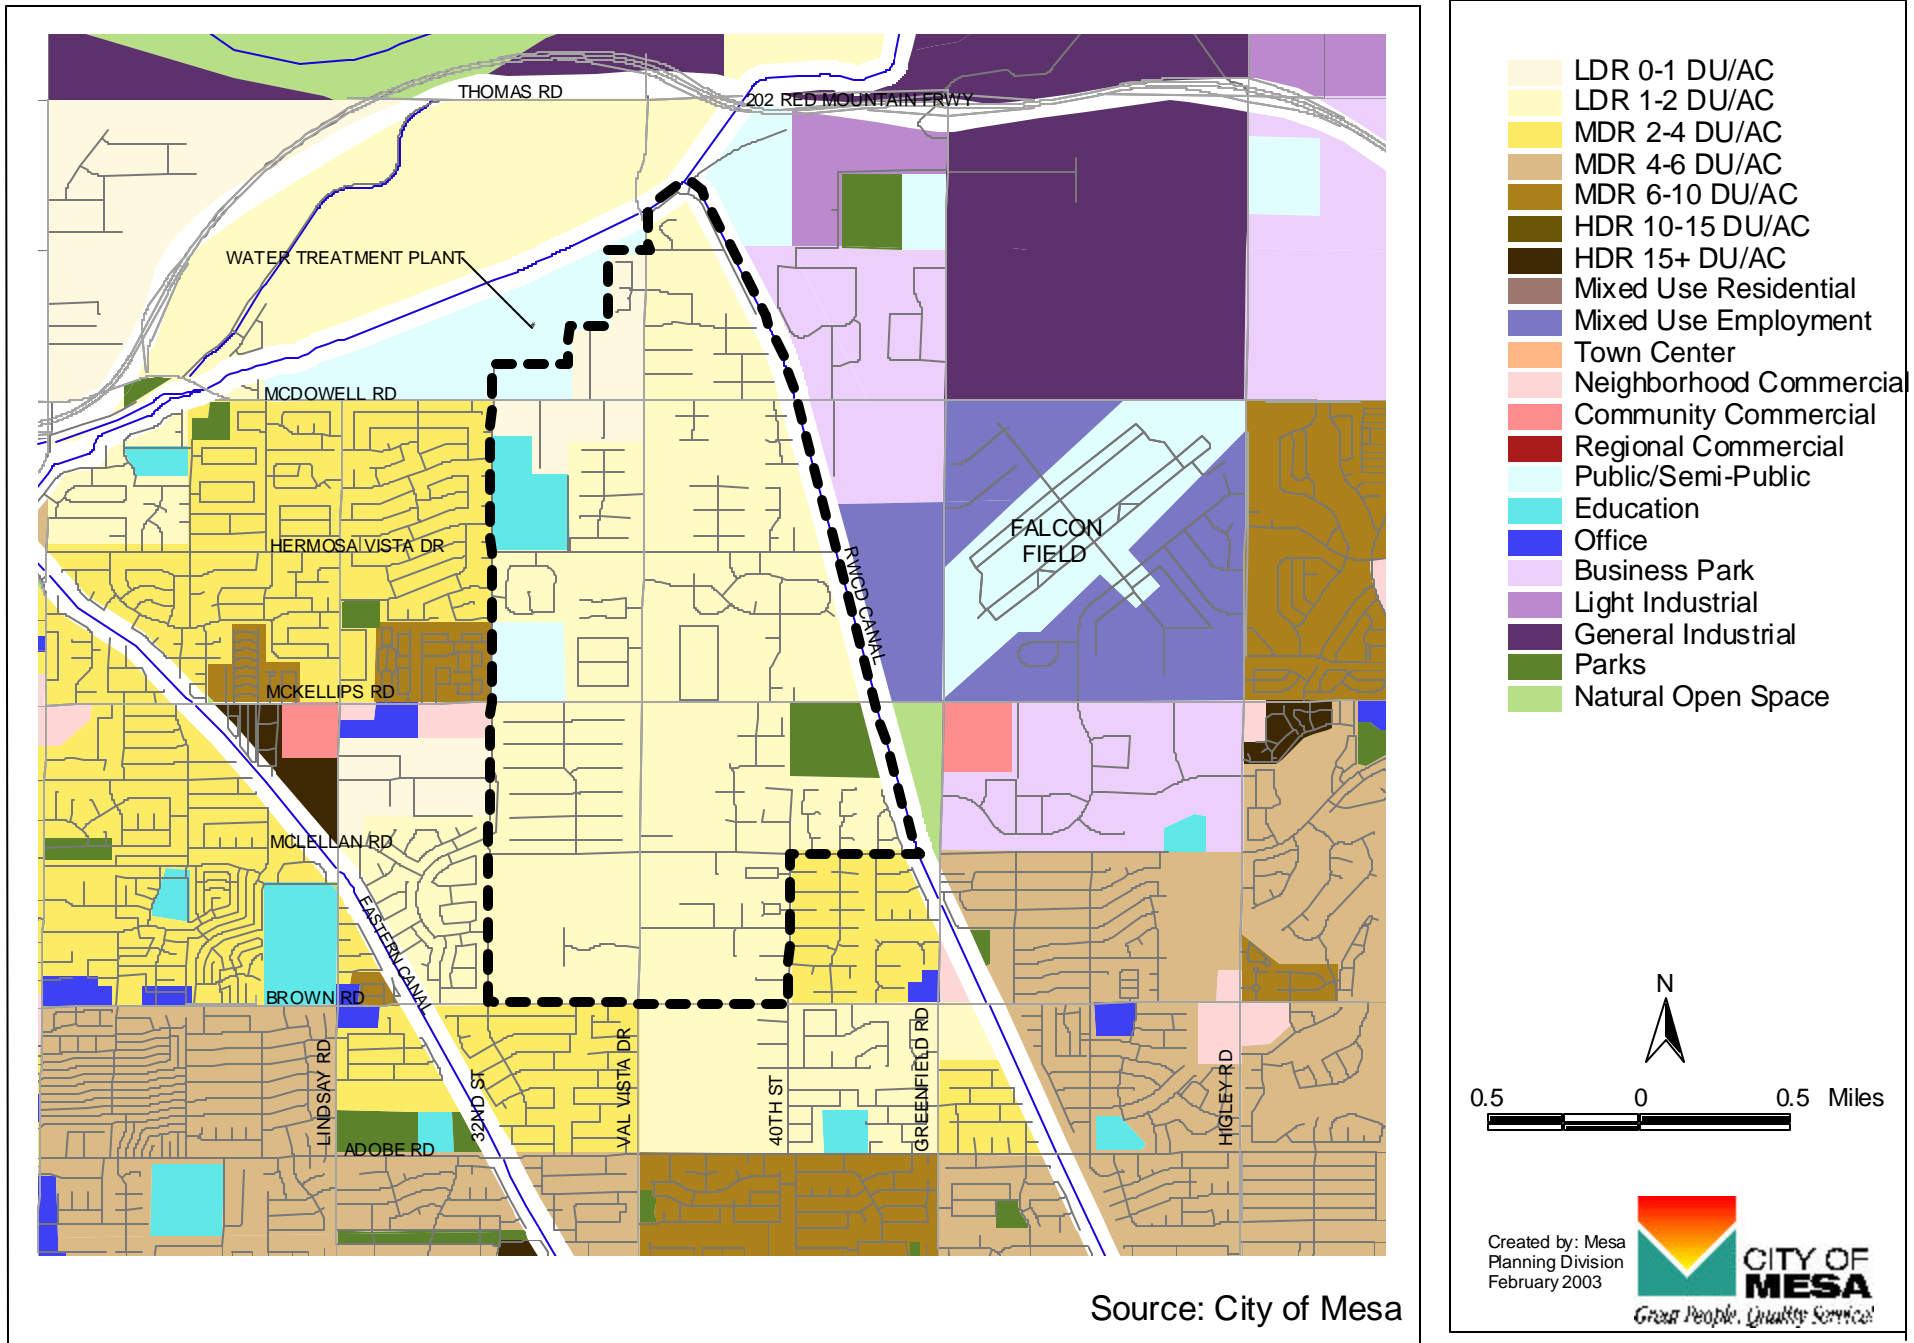 THOMAS RD
202 RED MOUNTAIN FRWY
WATER TREATMENT PLANT
MCDOWELL RD
FALCON
FIELD
HERMOSA VISTA DR
RWCD CANAL
MCKELLIPS RD
MCLELLAN RD
EASTERN CANAL
BROWN RD
LINDSAY RD
32ND ST
VAL VISTA DR
40TH ST
GREENFIELD RD
HIGLEY RD
ADOBE RD
Source: City of Mesa
LDR 0-1 DU/AC
LDR 1-2 DU/AC
MDR 2-4 DU/AC
MDR 4-6 DU/AC
MDR 6-10 DU/AC
HDR 10-15 DU/AC
HDR 15+ DU/AC
Mixed Use Residential
Mixed Use Employment
Town Center
Neighborhood Commercial
Community Commercial
Regional Commercial
Public/Semi-Public
Education
Office
Business Park
Light Industrial
General Industrial
Parks
Natural Open Space
N
0.5 0 0.5 Miles
Created by: Mesa
Planning Division
February 2003
CITY OF
MESA
Great People, Quality Service!